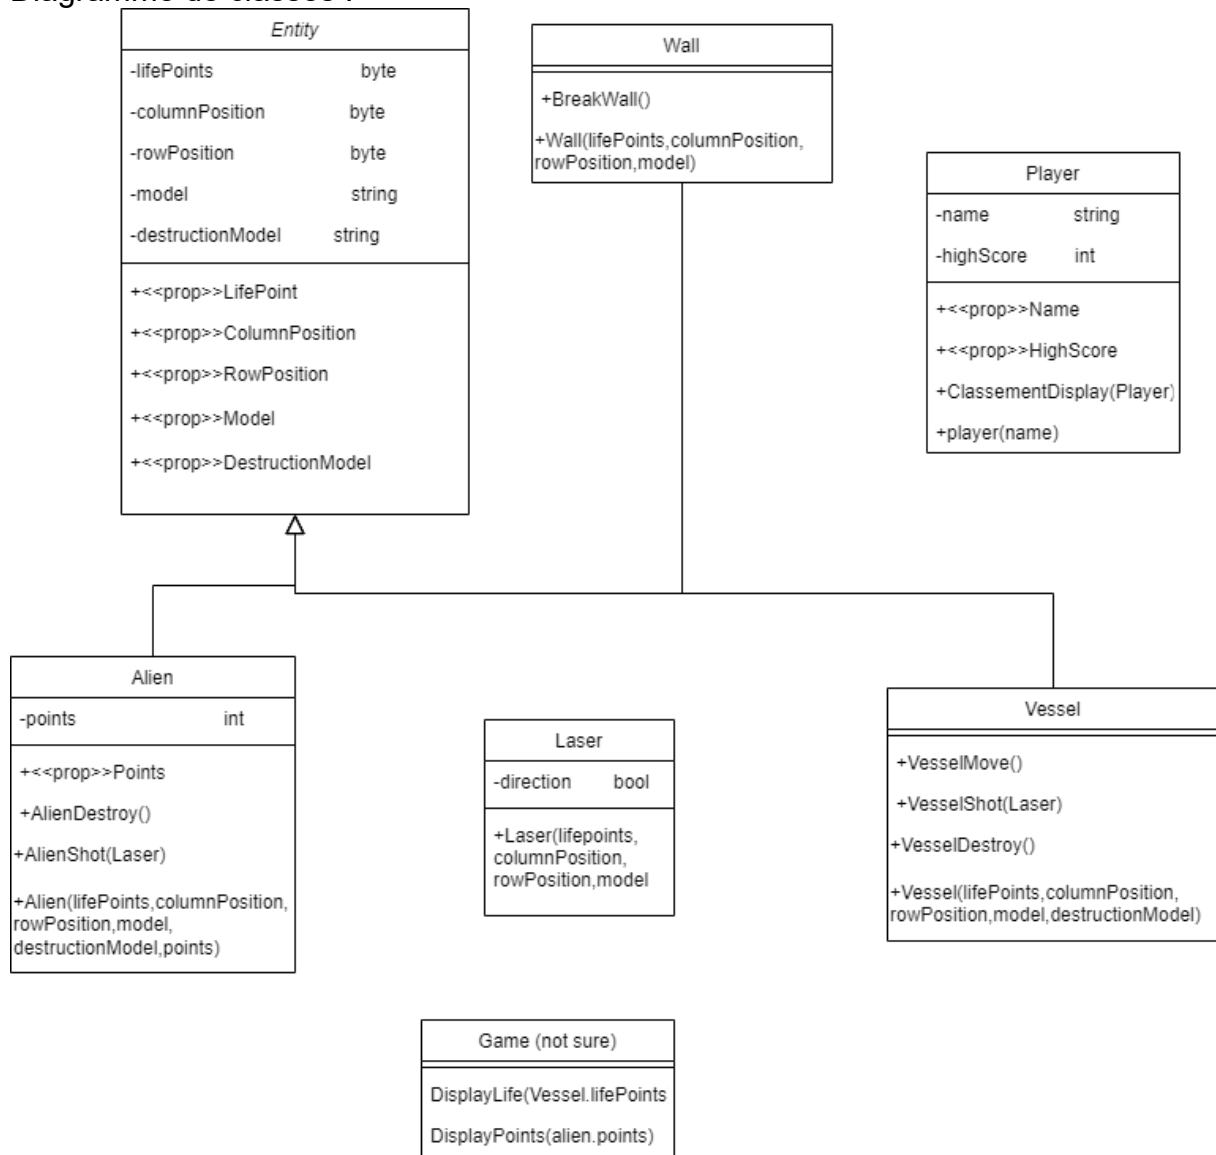 Diagramme de classes :
Entity
-lifePoints byte
-columnPosition byte
-rowPosition byte
-model string
-destructionModel string
+<<prop>>LifePoint
+<<prop>>ColumnPosition
+<<prop>>RowPosition
+<<prop>>Model
+<<prop>>DestructionModel
Wall
+BreakWall()
+Wall(lifePoints,columnPosition,
rowPosition,model)
Player
-name string
-highScore int
+<<prop>>Name
+<<prop>>HighScore
+ClassementDisplay(Player)
+player(name)
Alien
-points int
+<<prop>>Points
+AlienDestroy()
+AlienShot(Laser)
+Alien(lifePoints,columnPosition,
rowPosition,model,
destructionModel,points)
Laser
-direction bool
+Laser(lifepoints,
columnPosition,
rowPosition,model
Vessel
+VesselMove()
+VesselShot(Laser)
+VesselDestroy()
+Vessel(lifePoints,columnPosition,
rowPosition,model,destructionModel)
Game (not sure)
DisplayLife(Vessel.lifePoints
DisplayPoints(alien.points)